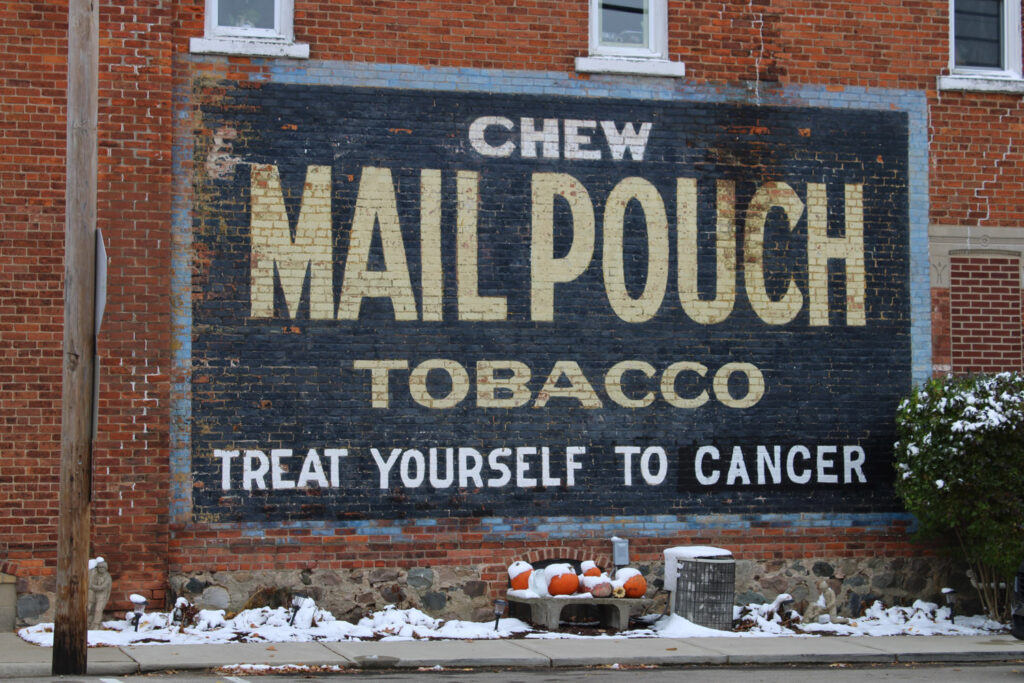 CHEW
MAIL POUCH
TOBACCO
TREAT YOURSELF TO CANCER